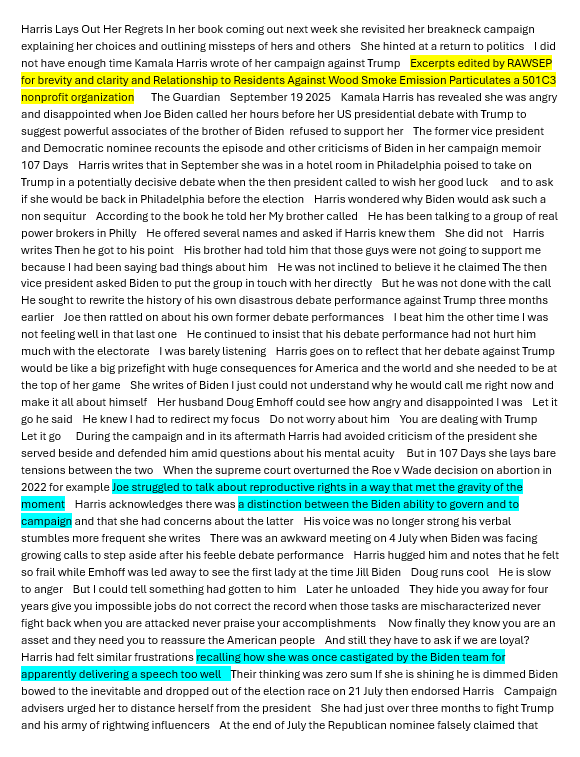 Harris Lays Out Her Regrets In her book coming out next week she revisited her breakneck campaign
explaining her choices and outlining missteps of hers and others She hinted at a return to politics I did
not have enough time Kamala Harris wrote of her campaign against Trump Excerpts edited by RAWSEP
for brevity and clarity and Relationship to Residents Against Wood Smoke Emission Particulates a 501C3
nonprofit organization The Guardian September 19 2025 Kamala Harris has revealed she was angry
and disappointed when Joe Biden called her hours before her US presidential debate with Trump to
suggest powerful associates of the brother of Biden refused to support her The former vice president
and Democratic nominee recounts the episode and other criticisms of Biden in her campaign memoir
107 Days Harris writes that in September she was in a hotel room in Philadelphia poised to take on
Trump in a potentially decisive debate when the then president called to wish her good luck and to ask
if she would be back in Philadelphia before the election Harris wondered why Biden would ask such a
non sequitur According to the book he told her My brother called He has been talking to a group of real
power brokers in Philly He offered several names and asked if Harris knew them She did not Harris
writes Then he got to his point His brother had told him that those guys were not going to support me
because I had been saying bad things about him He was not inclined to believe it he claimed The then
vice president asked Biden to put the group in touch with her directly But he was not done with the call
He sought to rewrite the history of his own disastrous debate performance against Trump three months
earlier Joe then rattled on about his own former debate performances I beat him the other time I was
not feeling well in that last one He continued to insist that his debate performance had not hurt him
much with the electorate I was barely listening Harris goes on to reflect that her debate against Trump
would be like a big prizefight with huge consequences for America and the world and she needed to be at
the top of her game She writes of Biden I just could not understand why he would call me right now and
make it all about himself Her husband Doug Emhoff could see how angry and disappointed I was Let it
go he said He knew I had to redirect my focus Do not worry about him You are dealing with Trump
Let it go During the campaign and in its aftermath Harris had avoided criticism of the president she
served beside and defended him amid questions about his mental acuity But in 107 Days she lays bare
tensions between the two When the supreme court overturned the Roe v Wade decision on abortion in
2022 for example Joe struggled to talk about reproductive rights in a way that met the gravity of the
moment Harris acknowledges there was a distinction between the Biden ability to govern and to
campaign and that she had concerns about the latter His voice was no longer strong his verbal
stumbles more frequent she writes There was an awkward meeting on 4 July when Biden was facing
growing calls to step aside after his feeble debate performance Harris hugged him and notes that he felt
so frail while Emhoff was led away to see the first lady at the time Jill Biden Doug runs cool He is slow
to anger But I could tell something had gotten to him Later he unloaded They hide you away for four
years give you impossible jobs do not correct the record when those tasks are mischaracterized never
fight back when you are attacked never praise your accomplishments Now finally they know you are an
asset and they need you to reassure the American people And still they have to ask if we are loyal?
Harris had felt similar frustrations recalling how she was once castigated by the Biden team for
apparently delivering a speech too well Their thinking was zero sum If she is shining he is dimmed Biden
bowed to the inevitable and dropped out of the election race on 21 July then endorsed Harris Campaign
advisers urged her to distance herself from the president She had just over three months to fight Trump
and his army of rightwing influencers At the end of July the Republican nominee falsely claimed that